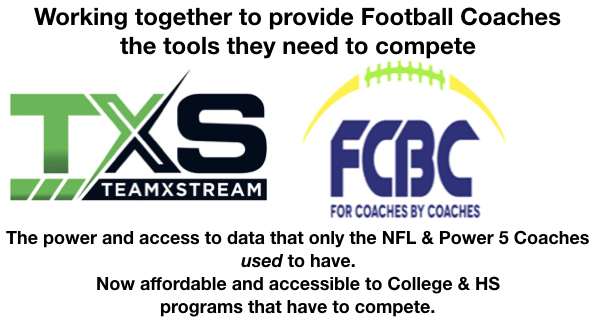 Working together to provide Football Coaches
the tools they need to compete
TXS
TEAMXSTREAM
FCBC
FOR COACHES BY COACHES
The power and access to data that only the NFL & Power 5 Coaches
used to have.
Now affordable and accessible to College & HS
programs that have to compete.